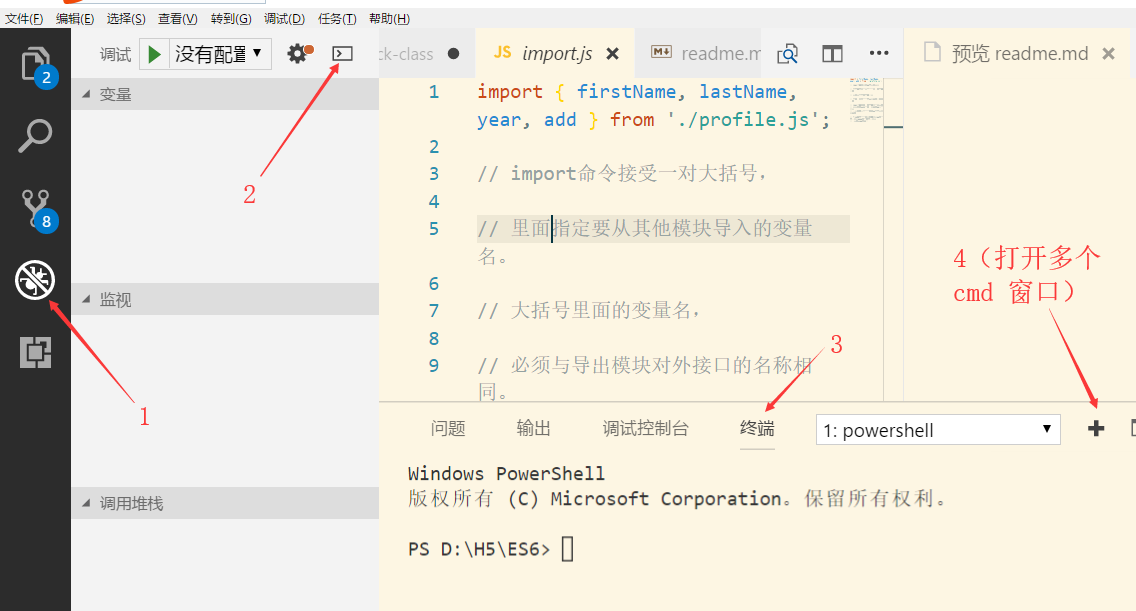 文件(F) 编辑(E) 选择(S) 查看(V) 转到(G) 调试(D) 任务(T) 帮助(H)
调试 没有配置 ck-class JS import.js readme.m 预览 readme.md
2
变量
1 import { firstName, lastName,
year, add } from './profile.js';
2
3 // import命令接受一对大括号，
4
5 // 里面指定要从其他模块导入的变量
名。
6
7 // 大括号里面的变量名，
8
9 // 必须与导出模块对外接口的名称相
同。
2
8
监视
1
3
4（打开多个
cmd 窗口）
问题 输出 调试控制台 终端 1: powershell
调用堆栈
Windows PowerShell
版权所有 (C) Microsoft Corporation。保留所有权利。
PS D:\H5\ES6>